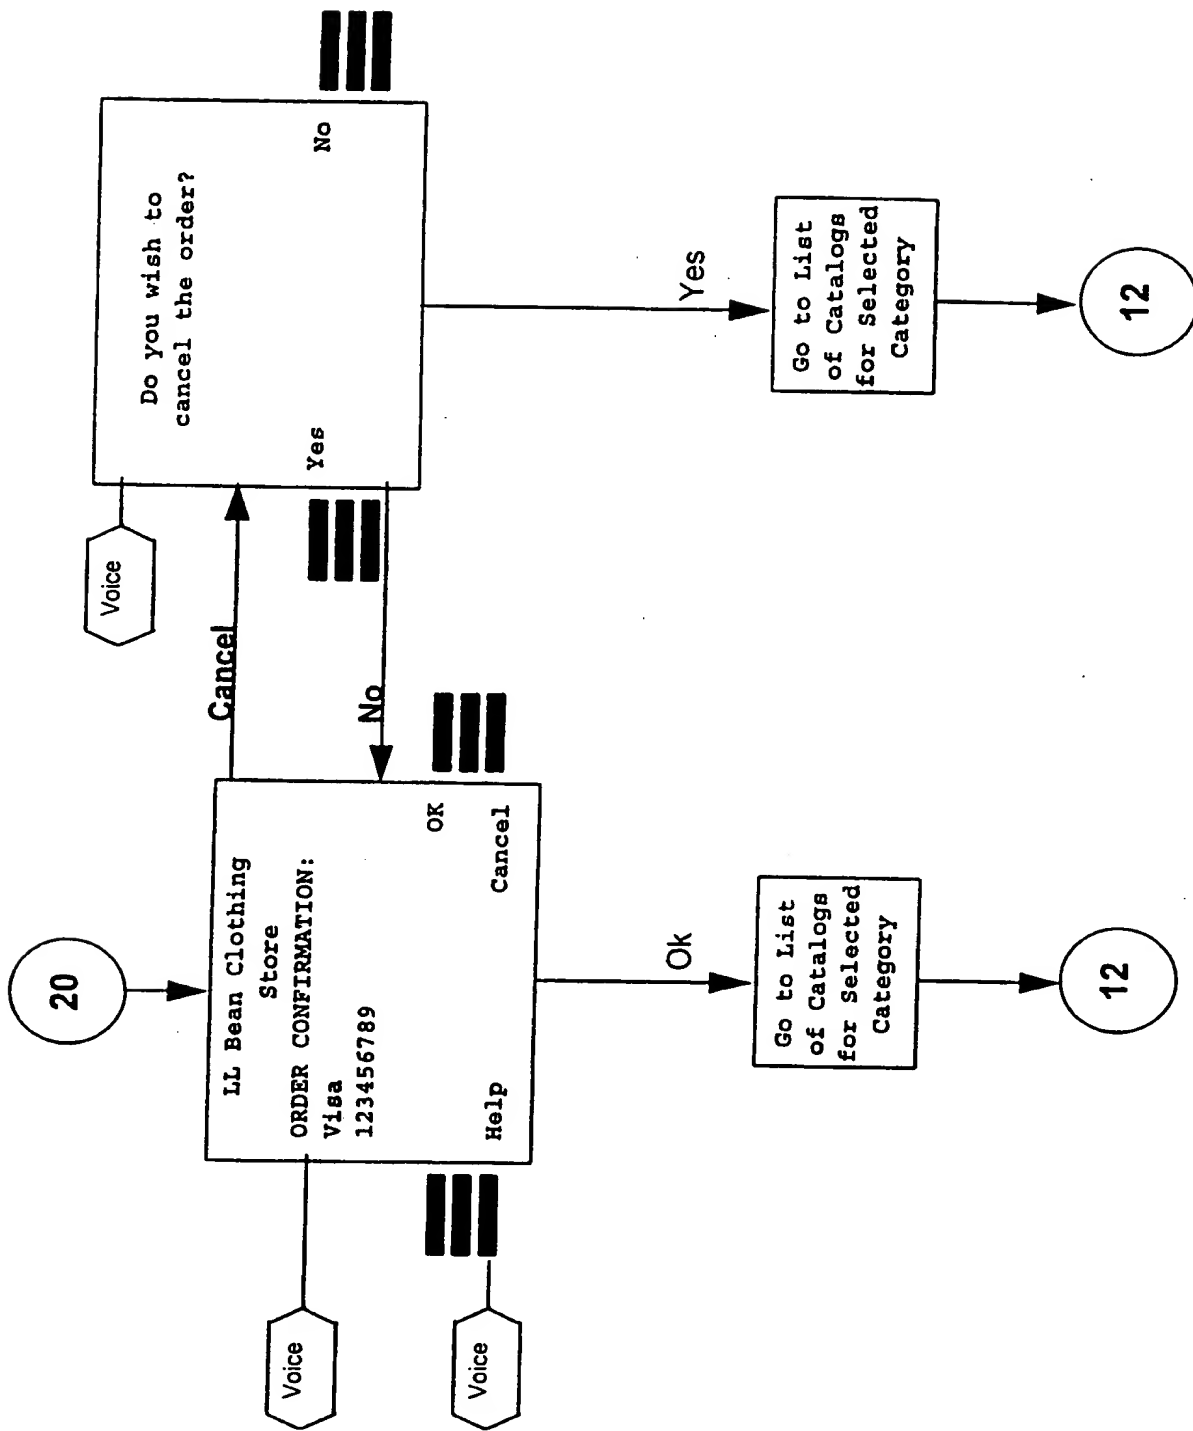 20
LL Bean Clothing
Store
ORDER CONFIRMATION:
Visa
123456789
OK
Help
Cancel
Voice
Voice
Cancel
No
Voice
Do you wish to
cancel the order?
Yes
No
Ok
Go to List
of Catalogs
for Selected
Category
12
Yes
Go to List
of Catalogs
for Selected
Category
12